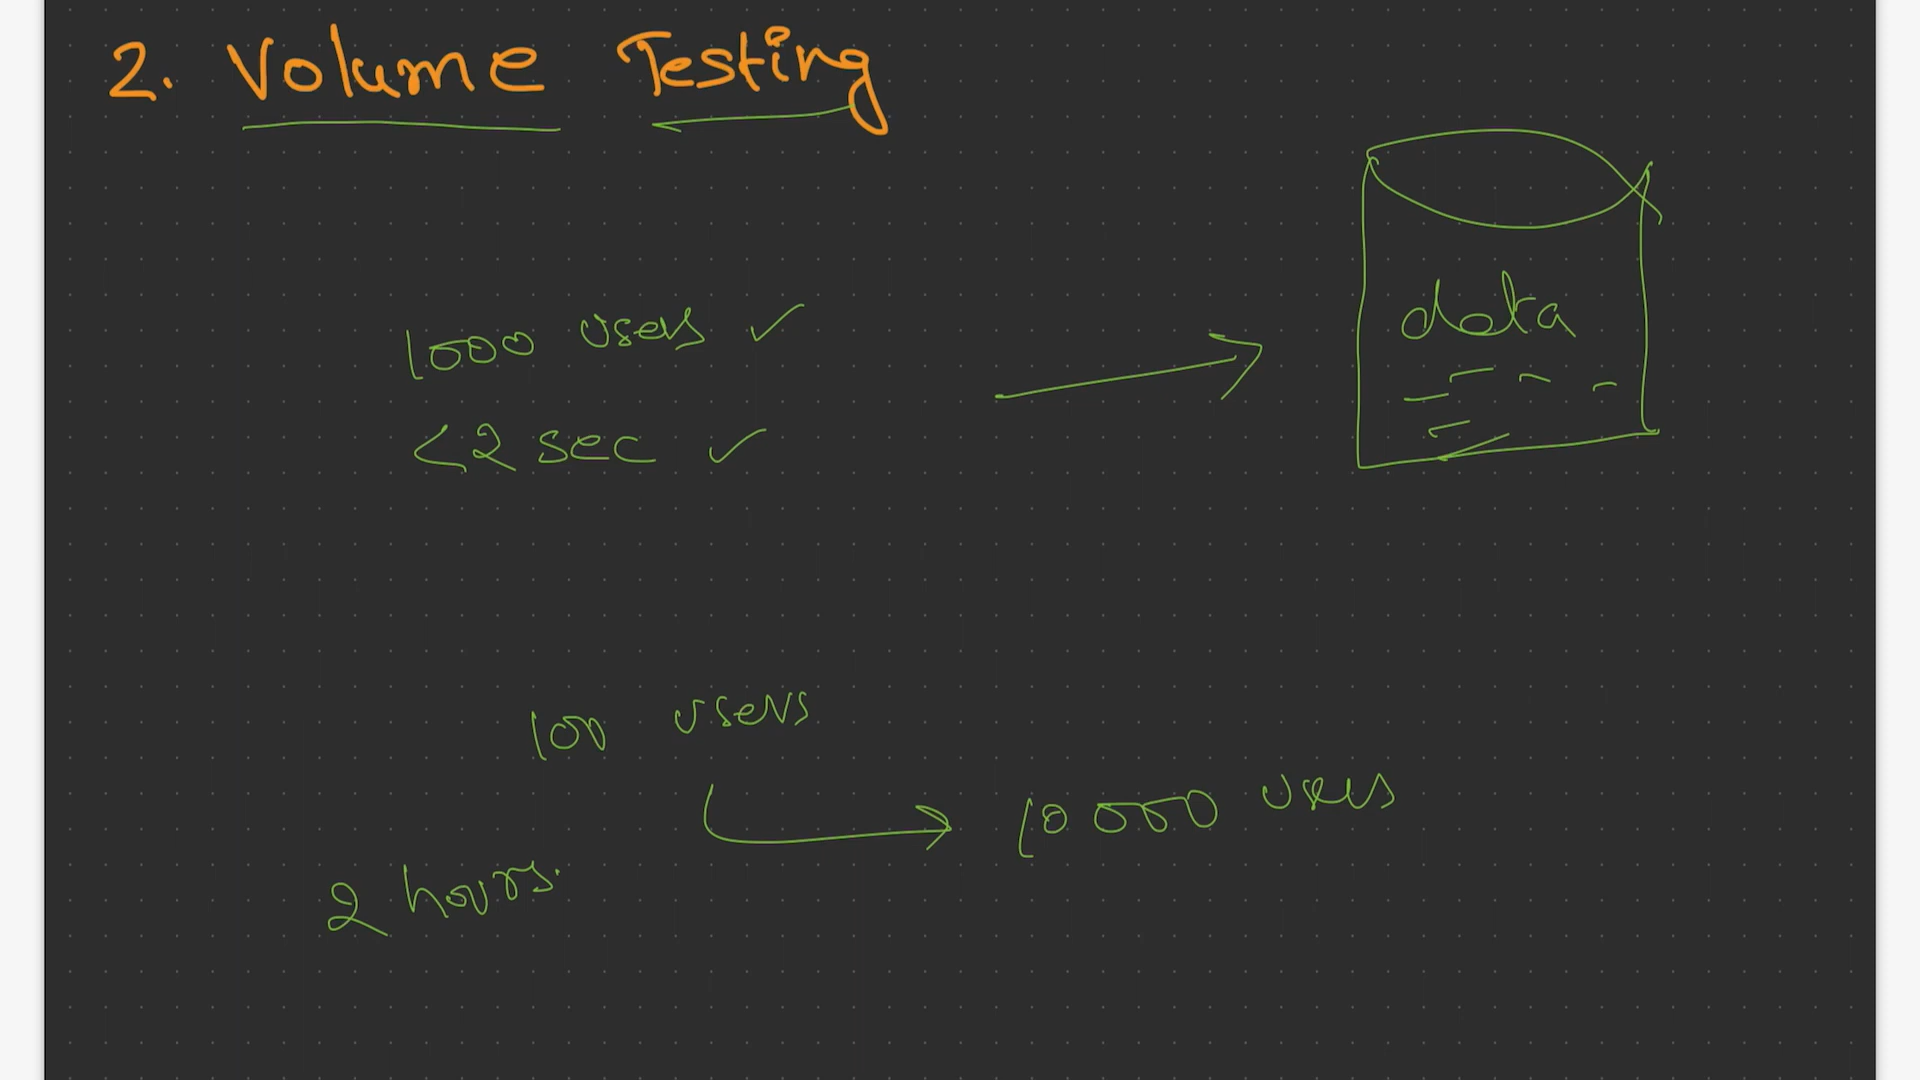 2. Volume Testing
1000 users ✓
<2 sec ✓
data
100 users
10000 users
2 hours.